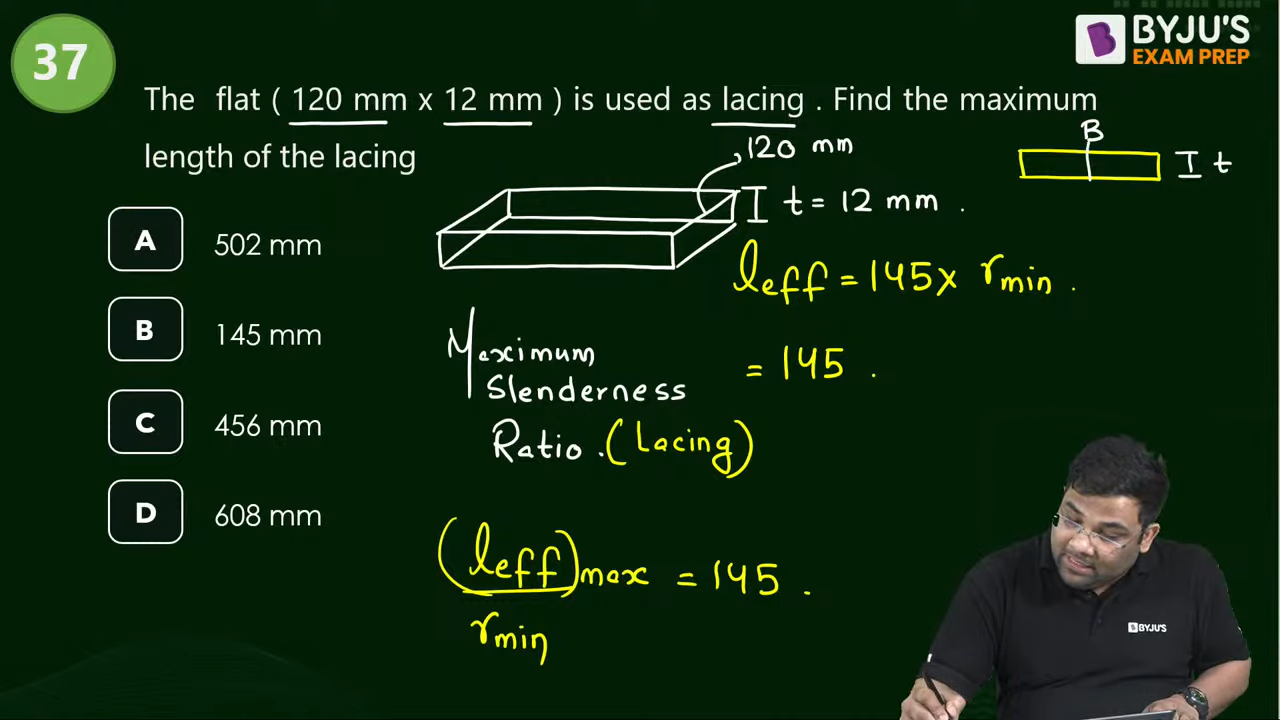 37
BYJU'S
EXAM PREP
The flat ( 120 mm x 12 mm ) is used as lacing . Find the maximum
length of the lacing
B
t
120 mm
t = 12 mm .
A 502 mm
leff = 145 x rmin .
B 145 mm
Maximum
Slenderness = 145 .
Ratio . (Lacing)
C 456 mm
D 608 mm
(leff)max = 145 .
rmin
BYJU'S